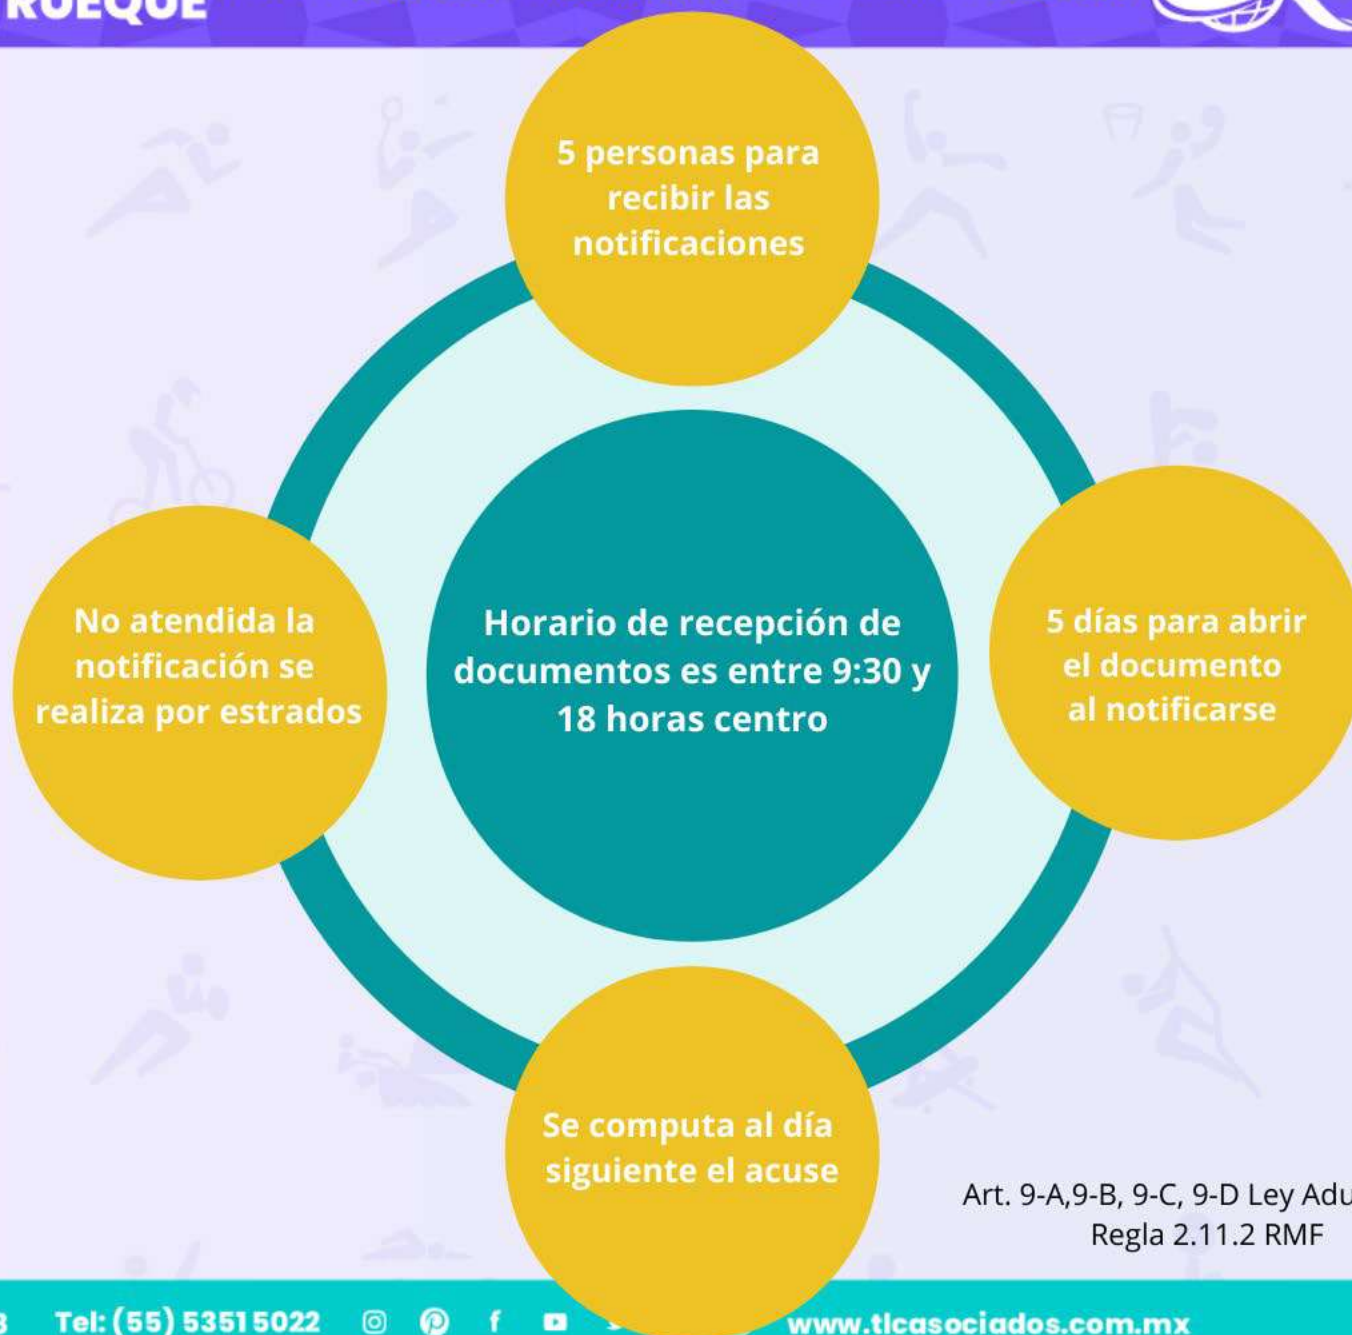 5 personas para
recibir las
notificaciones
No atendida la
notificación se
realiza por estrados
Horario de recepción de
documentos es entre 9:30 y
18 horas centro
5 días para abrir
el documento
al notificarse
Se computa al día
siguiente el acuse
Art. 9-A,9-B, 9-C, 9-D Ley
Regla 2.11.2 RMF
Tel: (55) 5351 5022
www.tlcasociados.com.mx